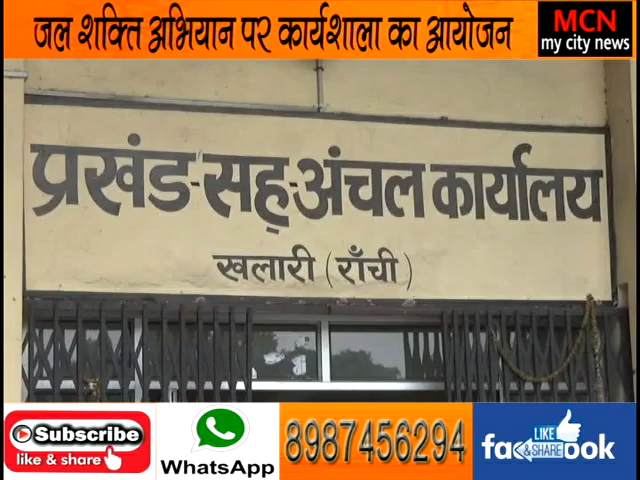 जल शक्ति अभियान पर कार्यशाला का आयोजन
MCN
my city news
प्रखंड-सह-अंचल कार्यालय
खलारी (राँची)
Subscribe
like & share
WhatsApp
8987456294
LIKE
& SHARE
facebook